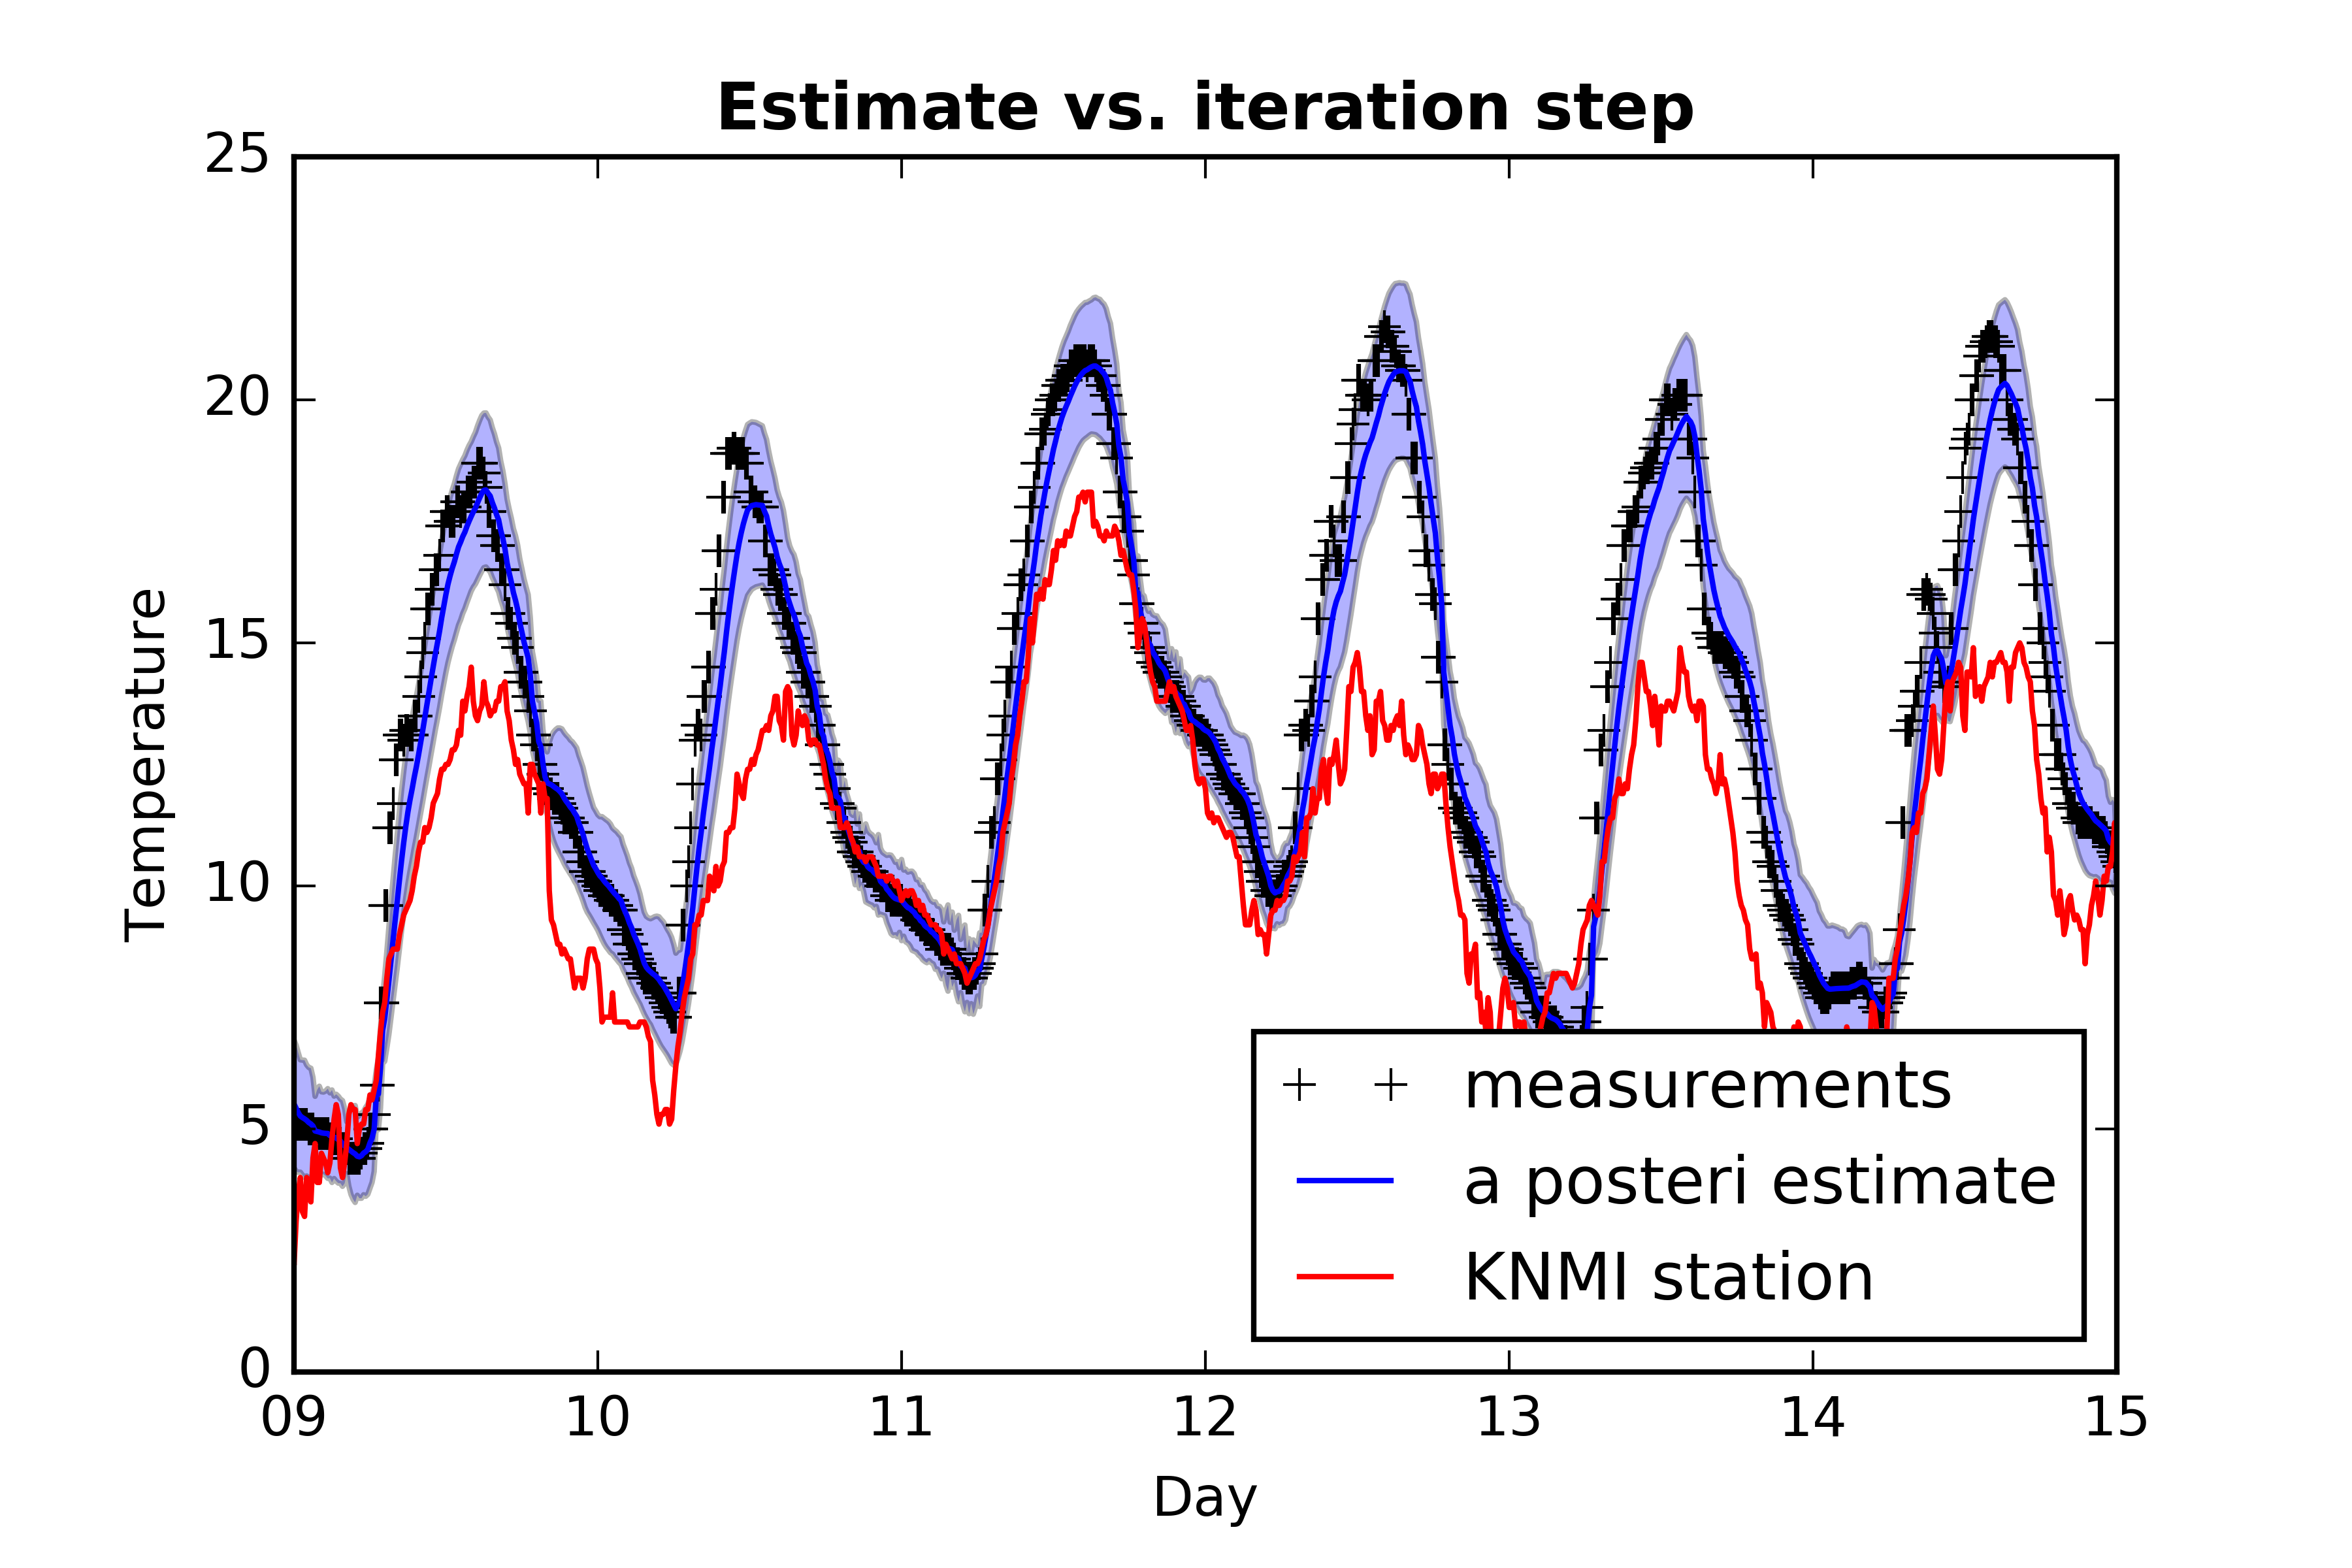 Estimate vs. iteration step
25
20
15
10
5
0
Temperature
09 10 11 12 13 14 15
Day
measurements
a posteri estimate
KNMI station